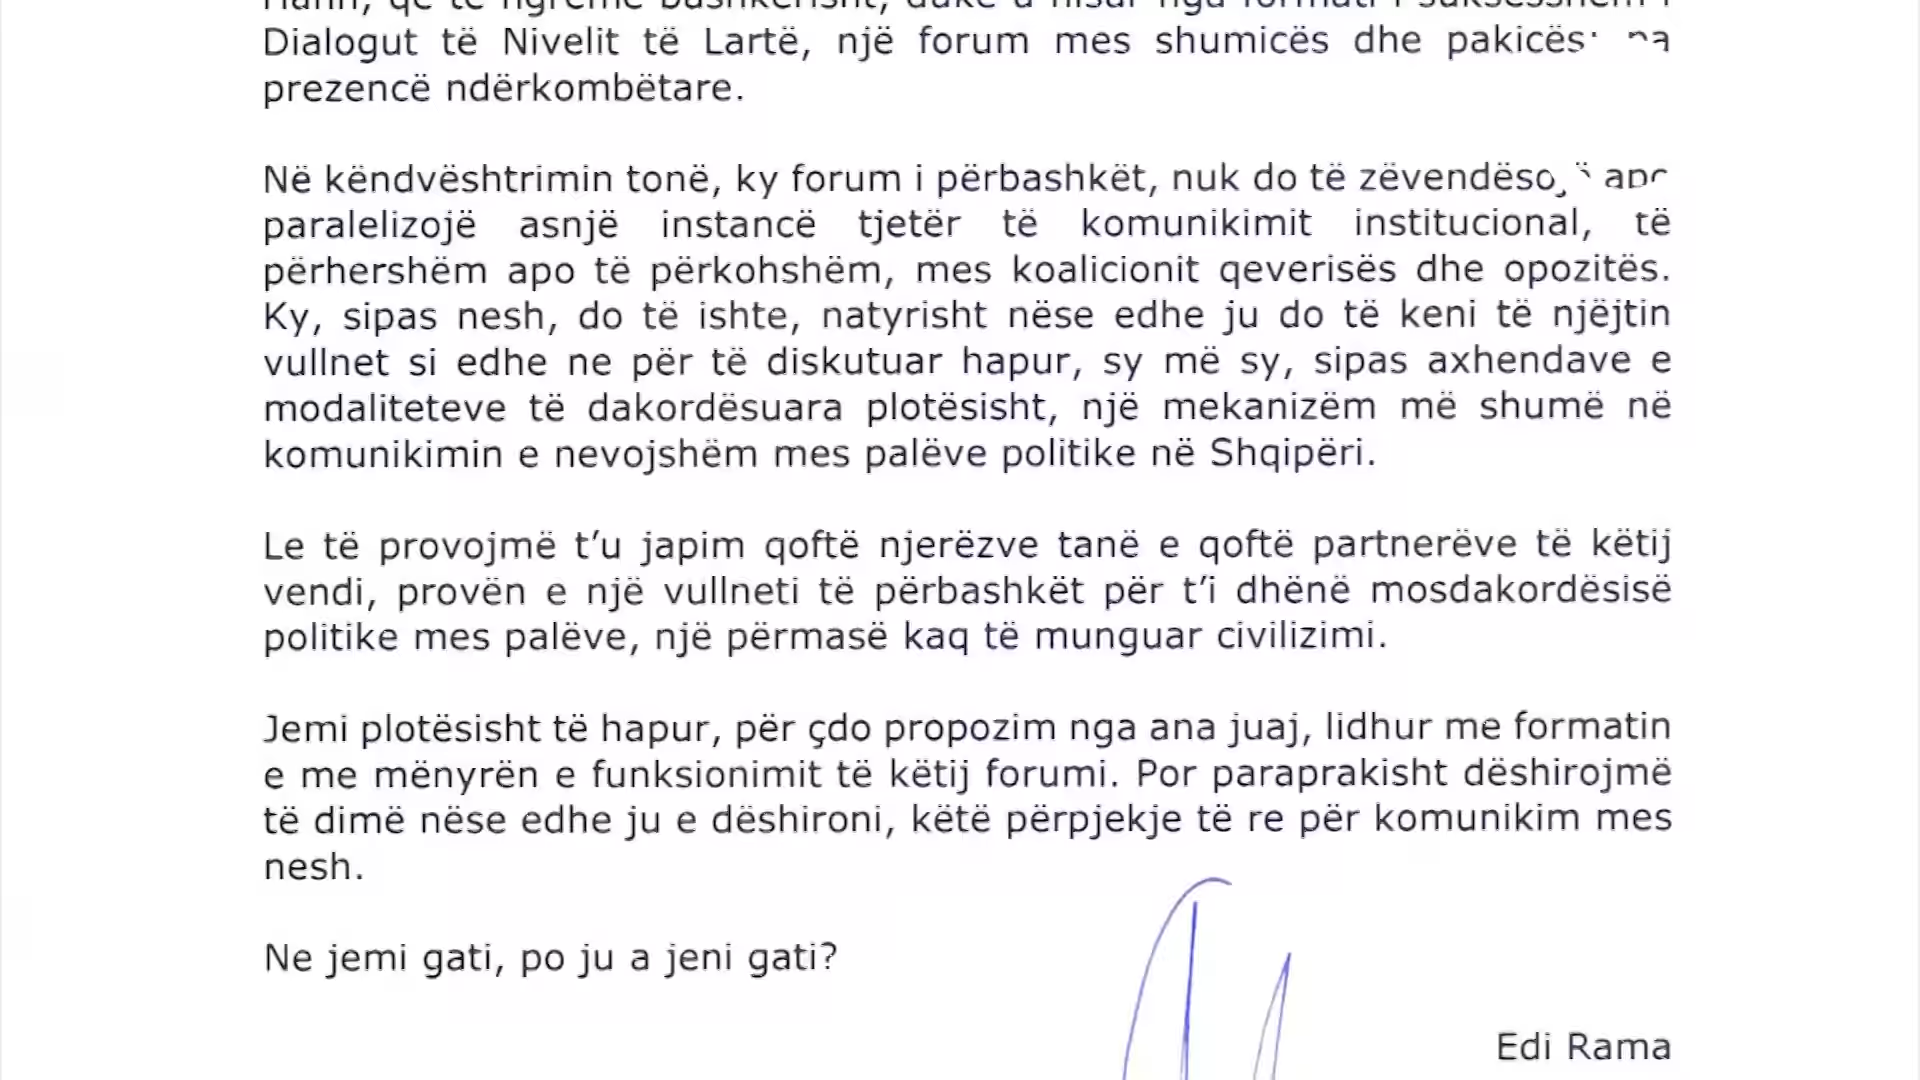 Dialogut të Nivelit të Lartë, një forum mes shumicës dhe
prezencë ndërkombëtare.
Në këndvështrimin tonë, ky forum i përbashkët, nuk do të
paralelizojë asnjë instancë tjetër të komunikimit institucional, të
përhershëm apo të përkohshëm, mes koalicionit qeverisës dhe opozitës.
Ky, sipas nesh, do të ishte, natyrisht nëse edhe ju do të keni të njëjtin
vullnet si edhe ne për të diskutuar hapur, sy më sy, sipas axhendave e
modaliteteve të dakordësuara plotësisht, një mekanizëm më shumë në
komunikimin e nevojshëm mes palëve politike në Shqipëri.
Le të provojmë t’u japim qoftë njerëzve tanë e qoftë partnerëve të këtij
vendi, provën e një vullneti të përbashkët për t’i dhënë mosdakordësisë
politike mes palëve, një përmasë kaq të munguar civilizimi.
Jemi plotësisht të hapur, për çdo propozim nga ana juaj, lidhur me formatin
e me mënyrën e funksionimit të këtij forumi. Por paraprakisht dëshirojmë
të dimë nëse edhe ju e dëshironi, këtë përpjekje të re për komunikim mes
nesh.
Ne jemi gati, po ju a jeni gati?
Edi Rama